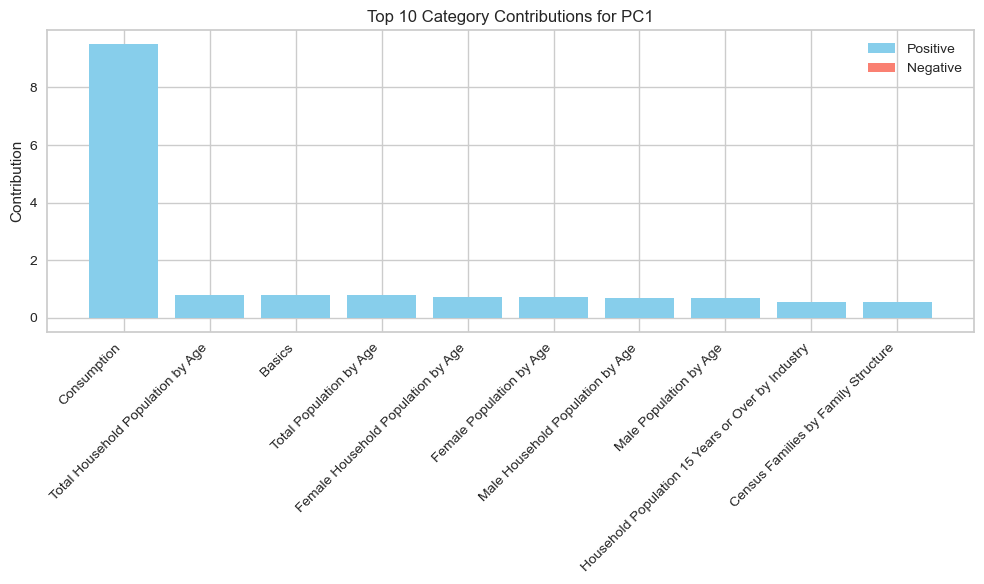 Top 10 Category Contributions for PC1
Positive
Negative
Contribution
8
6
4
2
0
Consumption
Total Household Population by Age
Basics
Total Population by Age
Female Household Population by Age
Female Population by Age
Male Household Population by Age
Male Population by Age
Household Population 15 Years or Over by Industry
Census Families by Family Structure